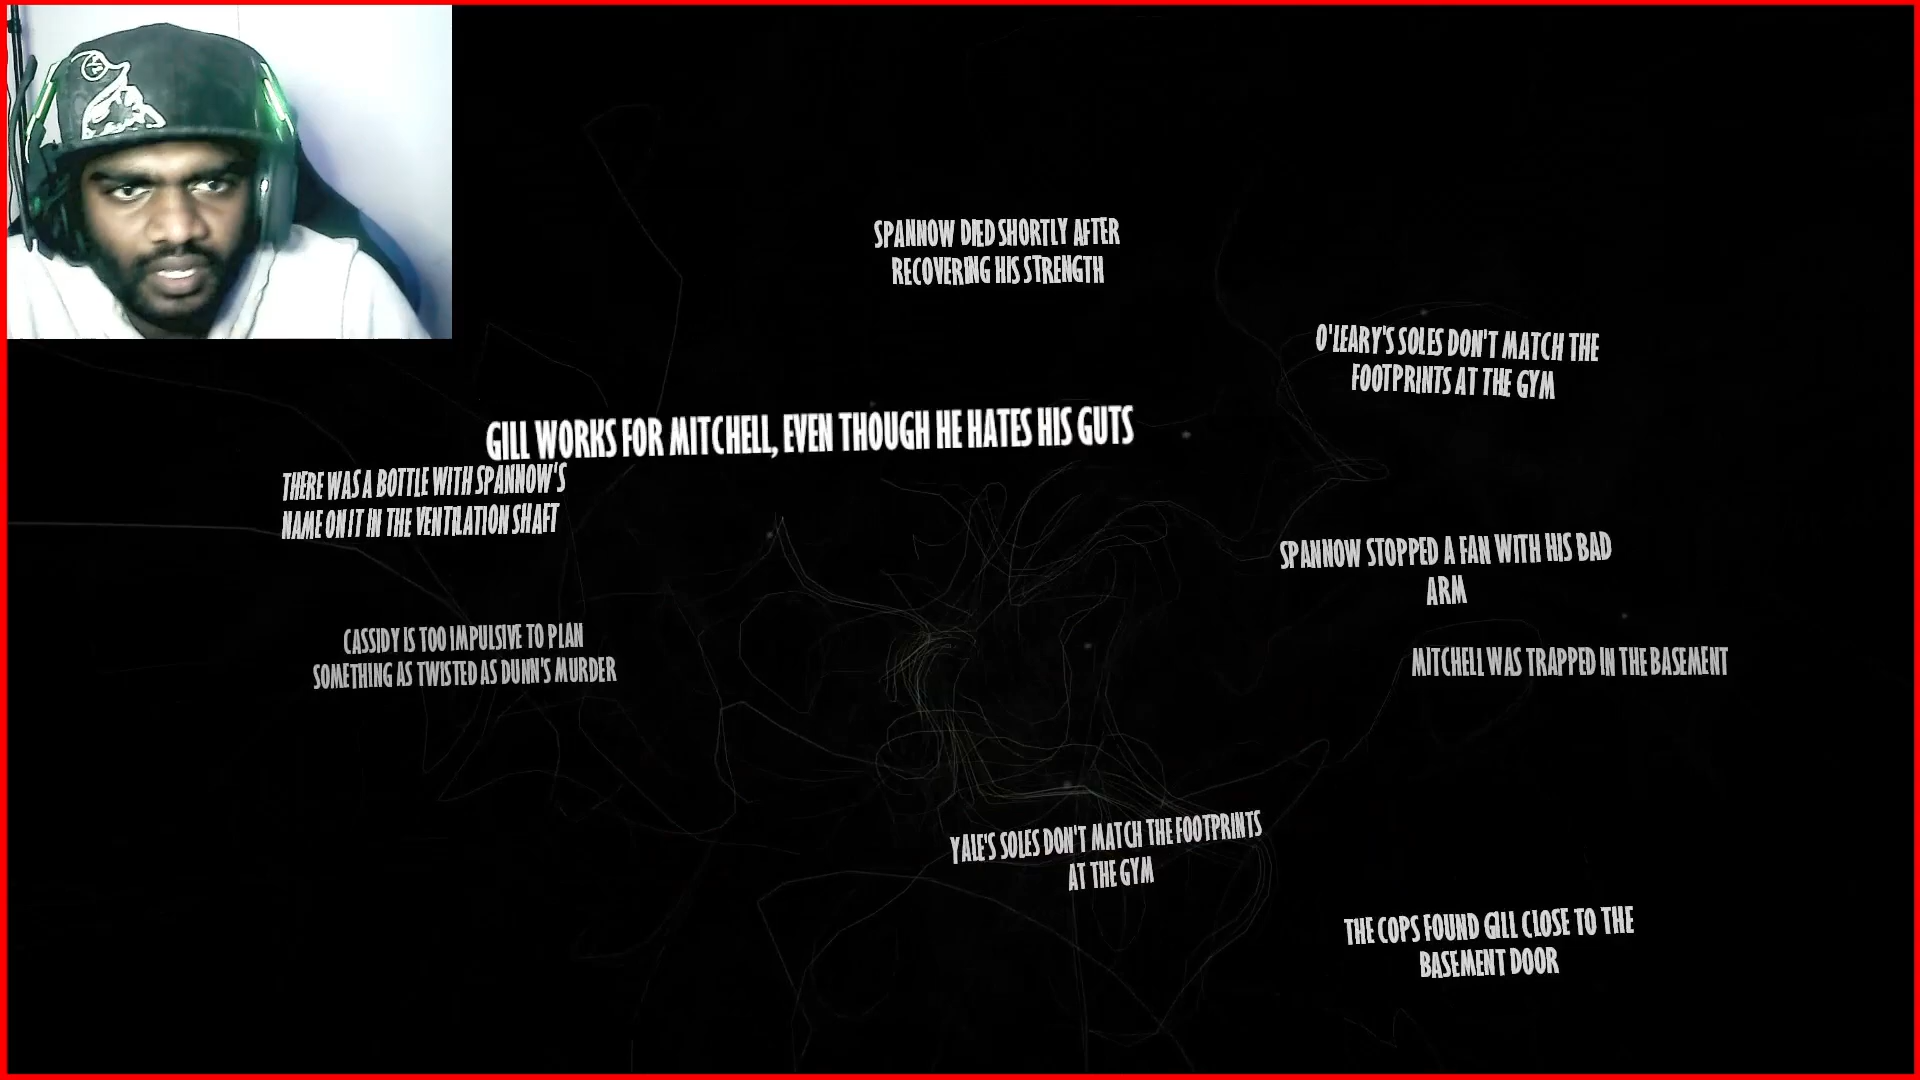 SPANNOW DIED SHORTLY AFTER
RECOVERING HIS STRENGTH
O'LEARY'S SOLES DON'T MATCH THE
FOOTPRINTS AT THE GYM
GILL WORKS FOR MITCHELL, EVEN THOUGH HE HATES HIS GUTS
THERE WAS A BOTTLE WITH SPANNOW'S
NAME ON IT IN THE VENTILATION SHAFT
SPANNOW STOPPED A FAN WITH HIS BAD
ARM
CASSIDY IS TOO IMPULSIVE TO PLAN
SOMETHING AS TWISTED AS DUNN'S MURDER
MITCHELL WAS TRAPPED IN THE BASEMENT
YALE'S SOLES DON'T MATCH THE FOOTPRINTS
AT THE GYM
THE COPS FOUND GILL CLOSE TO THE
BASEMENT DOOR